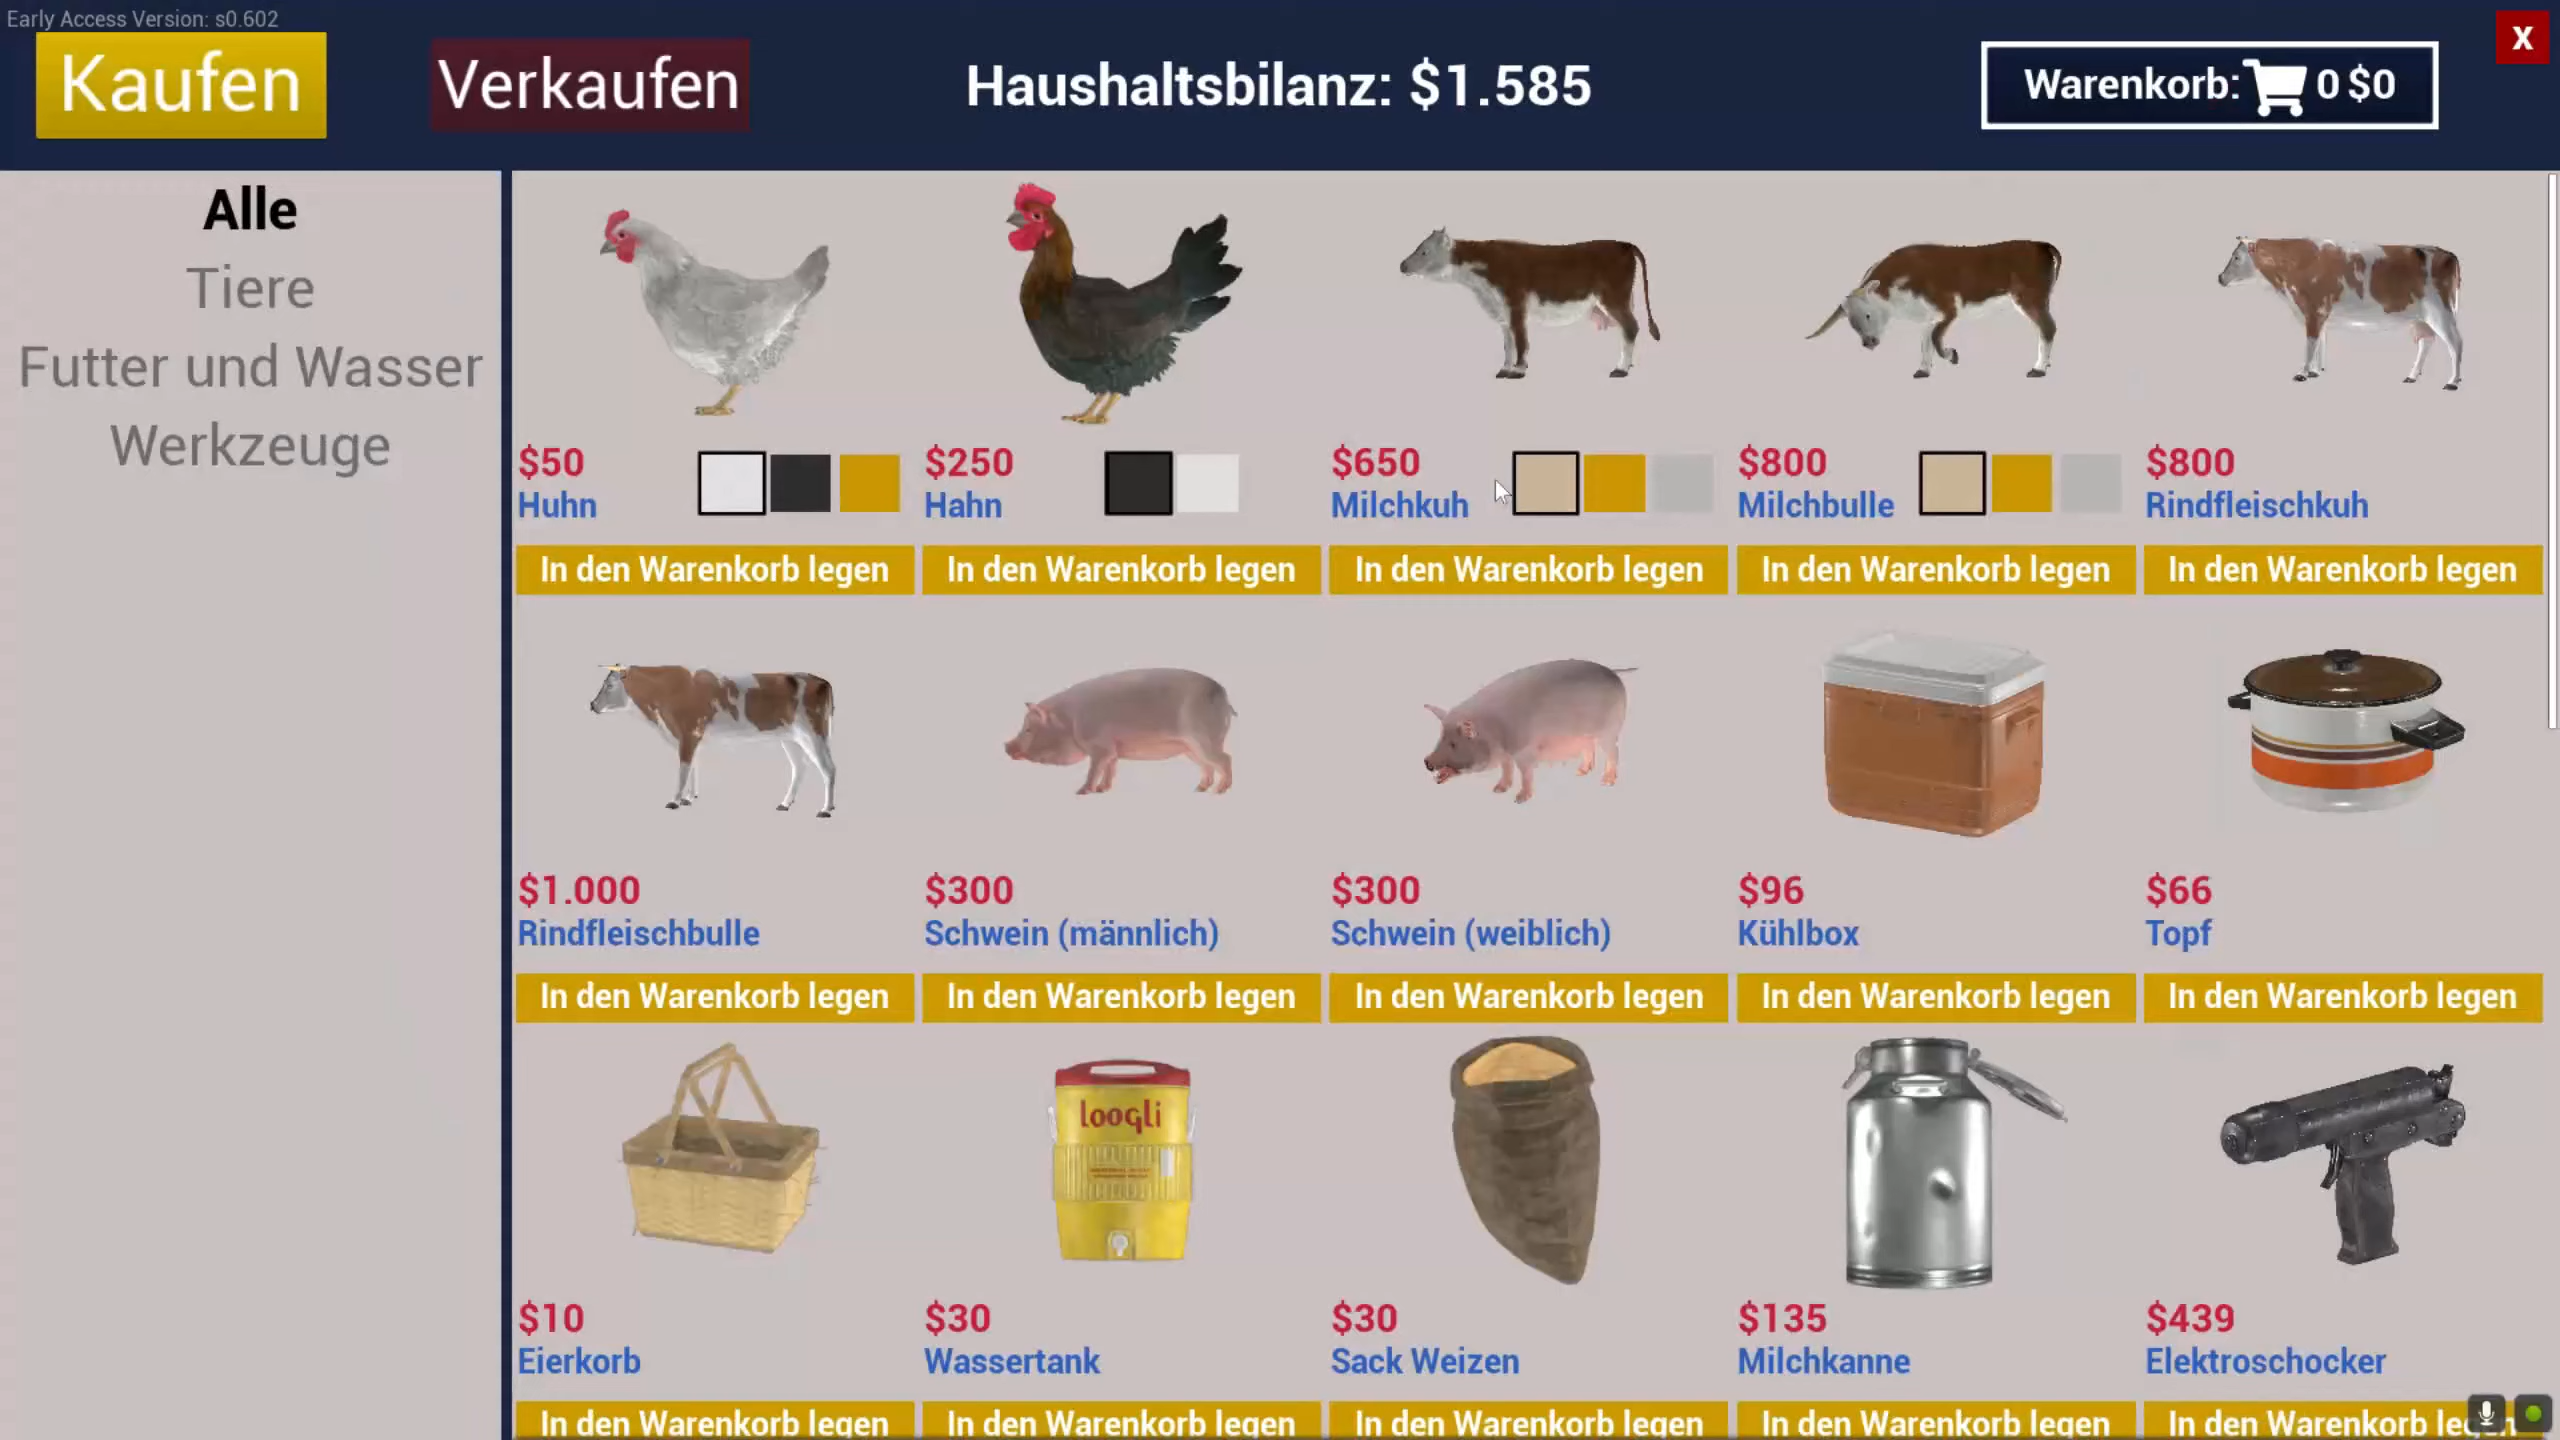 Early Access Version: s0.602
Kaufen
Verkaufen
Haushaltsbilanz: $1.585
Warenkorb: 0 $0
X
Alle
Tiere
Futter und Wasser
Werkzeuge
$50
Huhn
In den Warenkorb legen
$250
Hahn
In den Warenkorb legen
$650
Milchkuh
In den Warenkorb legen
$800
Milchbulle
In den Warenkorb legen
$800
Rindfleischkuh
In den Warenkorb legen
$1.000
Rindfleischbulle
In den Warenkorb legen
$300
Schwein (männlich)
In den Warenkorb legen
$300
Schwein (weiblich)
In den Warenkorb legen
$96
Kühlbox
In den Warenkorb legen
$66
Topf
In den Warenkorb legen
$10
Eierkorb
In den Warenkorb legen
looqli
$30
Wassertank
In den Warenkorb legen
$30
Sack Weizen
In den Warenkorb legen
$135
Milchkanne
In den Warenkorb legen
$439
Elektroschocker
In den Warenkorb legen